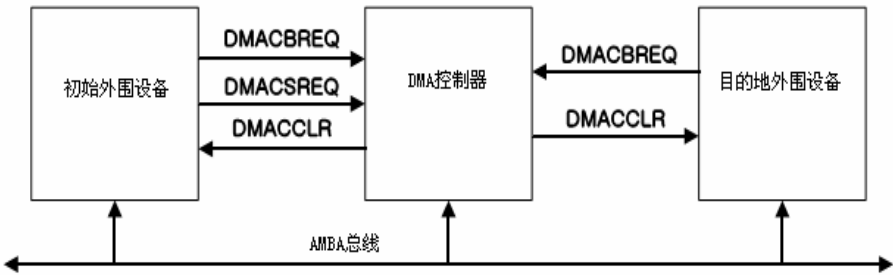 DMACBREQ
初始外围设备
DMACSREQ
DMACCLR
DMA控制器
DMACBREQ
DMACCLR
目的地外围设备
AMBA总线